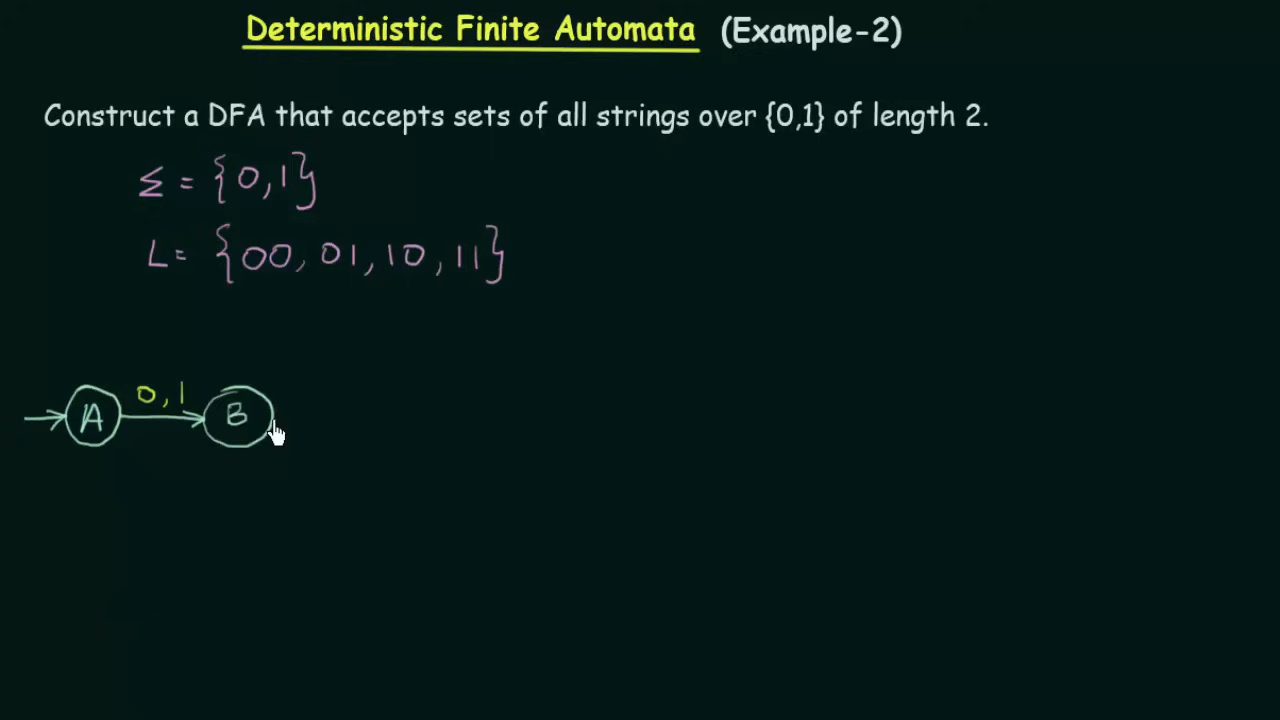 Deterministic Finite Automata (Example-2)
Construct a DFA that accepts sets of all strings over {0,1} of length 2.
Σ = {0,1}
L = {00, 01, 10, 11}
0, 1
A B